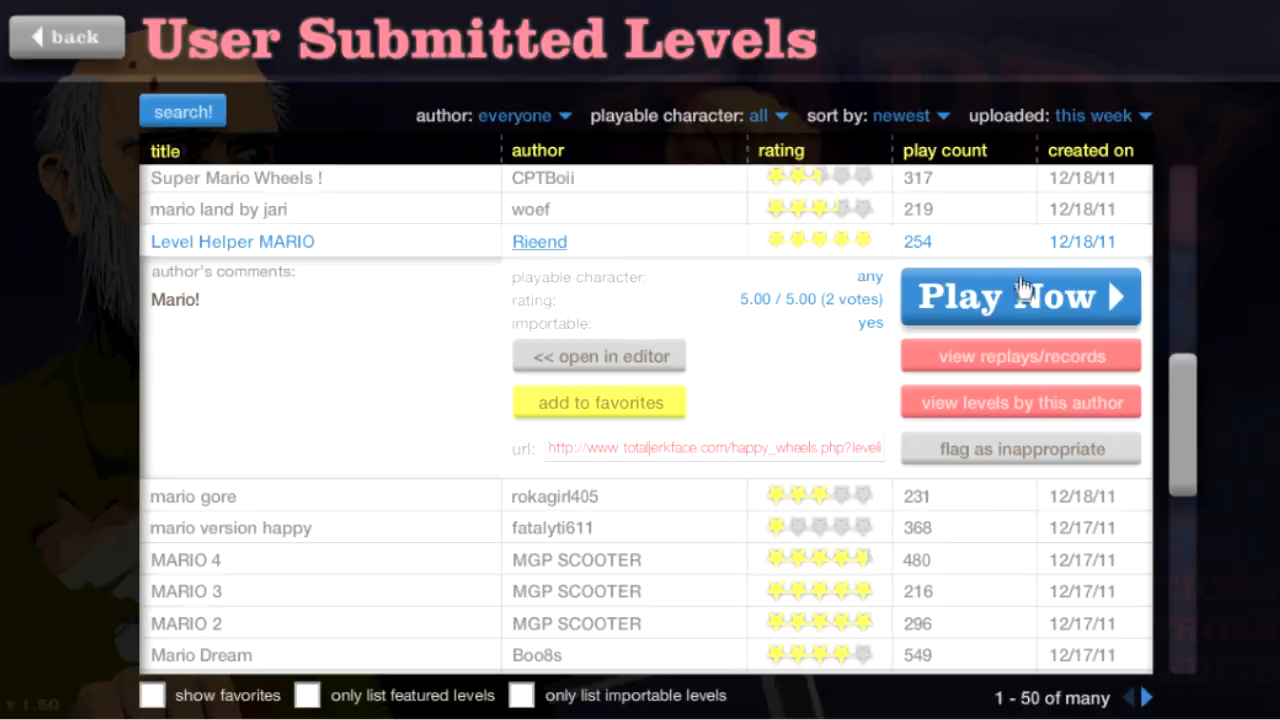 back
User Submitted Levels
search!
author: everyone playable character: all sort by: newest uploaded: this week
title author rating play count created on
Super Mario Wheels ! CPTBoii 317 12/18/11
mario land by jari woef 219 12/18/11
Level Helper MARIO Rieend 254 12/18/11
author's comments:
Mario!
playable character: any
rating: 5.00 / 5.00 (2 votes)
importable: yes
<< open in editor
add to favorites
url: http://www.totaljerkface.com/happy_wheels.php?leveli
Play Now
view replays/records
view levels by this author
flag as inappropriate
mario gore rokagirl405 231 12/18/11
mario version happy fatalyti611 368 12/17/11
MARIO 4 MGP SCOOTER 480 12/17/11
MARIO 3 MGP SCOOTER 216 12/17/11
MARIO 2 MGP SCOOTER 296 12/17/11
Mario Dream Boo8s 549 12/17/11
show favorites only list featured levels only list importable levels
1 - 50 of many
v 1.50